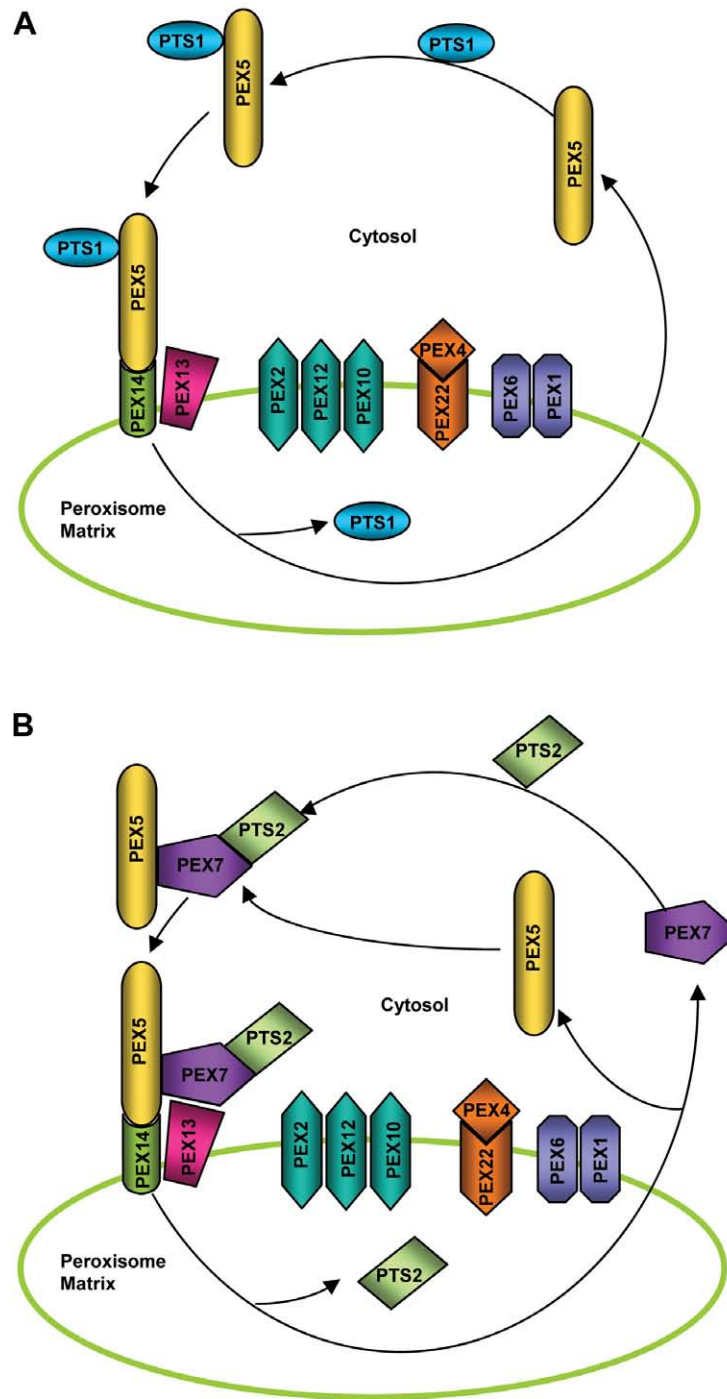 A
PTS1
PEX5
PTS1
PEX5
PTS1
PEX5
Cytosol
PEX14
PEX13
PEX2
PEX12
PEX10
PEX4
PEX22
PEX6
PEX1
Peroxisome
Matrix
PTS1
B
PTS2
PEX5
PTS2
PEX7
PEX5
PEX7
PEX5
Cytosol
PTS2
PEX7
PEX14
PEX13
PEX2
PEX12
PEX10
PEX4
PEX22
PEX6
PEX1
Peroxisome
Matrix
PTS2